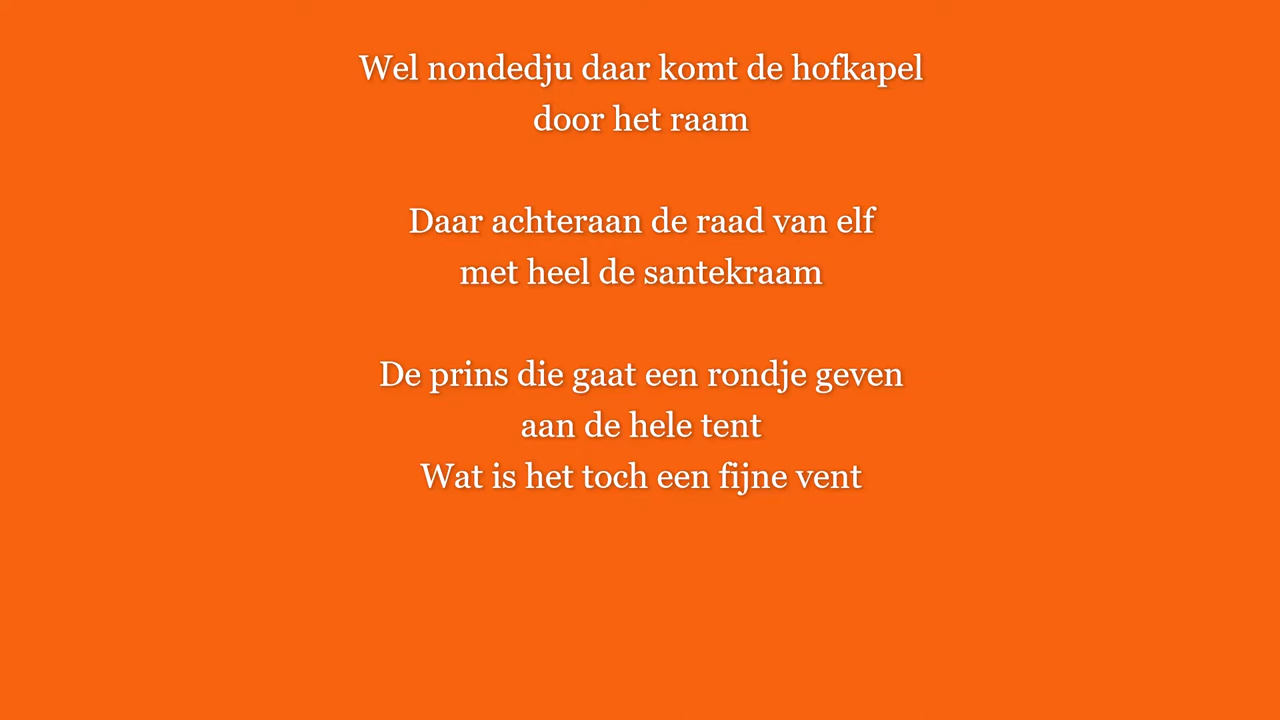 Wel nondedju daar komt de hofkapel
door het raam
Daar achteraan de raad van elf
met heel de santekraam
De prins die gaat een rondje geven
aan de hele tent
Wat is het toch een fijne vent